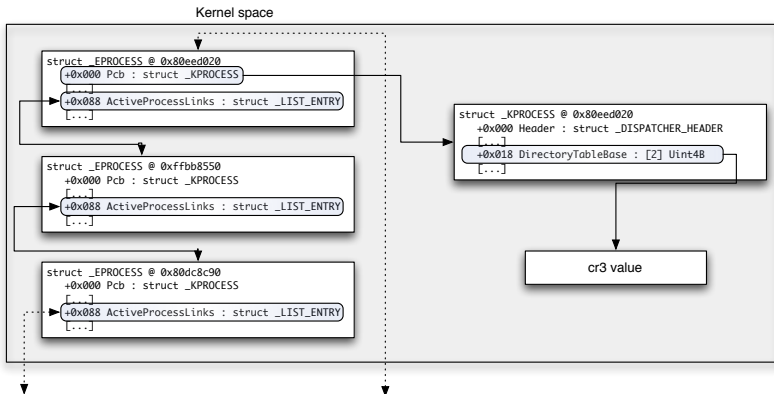 Kernel space
struct _EPROCESS @ 0x80eed020
+0x000 Pcb : struct _KPROCESS
[...]
+0x088 ActiveProcessLinks : struct _LIST_ENTRY
[...]
struct _KPROCESS @ 0x80eed020
+0x000 Header : struct _DISPATCHER_HEADER
[...]
+0x018 DirectoryTableBase : [2] Uint4B
[...]
struct _EPROCESS @ 0xffbb8550
+0x000 Pcb : struct _KPROCESS
[...]
+0x088 ActiveProcessLinks : struct _LIST_ENTRY
[...]
cr3 value
struct _EPROCESS @ 0x80dc8c90
+0x000 Pcb : struct _KPROCESS
[...]
+0x088 ActiveProcessLinks : struct _LIST_ENTRY
[...]